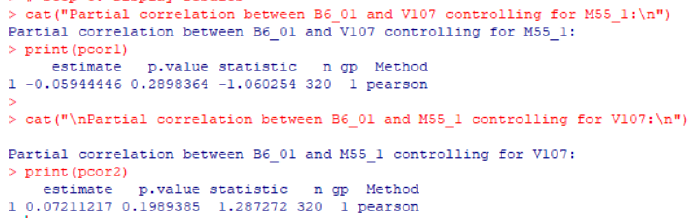 > cat("Partial correlation between B6_01 and V107 controlling for M55_1:\n")
Partial correlation between B6_01 and V107 controlling for M55_1:
> print(pcor1)
estimate p.value statistic n gp Method
1 -0.05944446 0.2898364 -1.060254 320 1 pearson
>
> cat("\nPartial correlation between B6_01 and M55_1 controlling for V107:\n")
Partial correlation between B6_01 and M55_1 controlling for V107:
> print(pcor2)
estimate p.value statistic n gp Method
1 0.07211217 0.1989385 1.287272 320 1 pearson